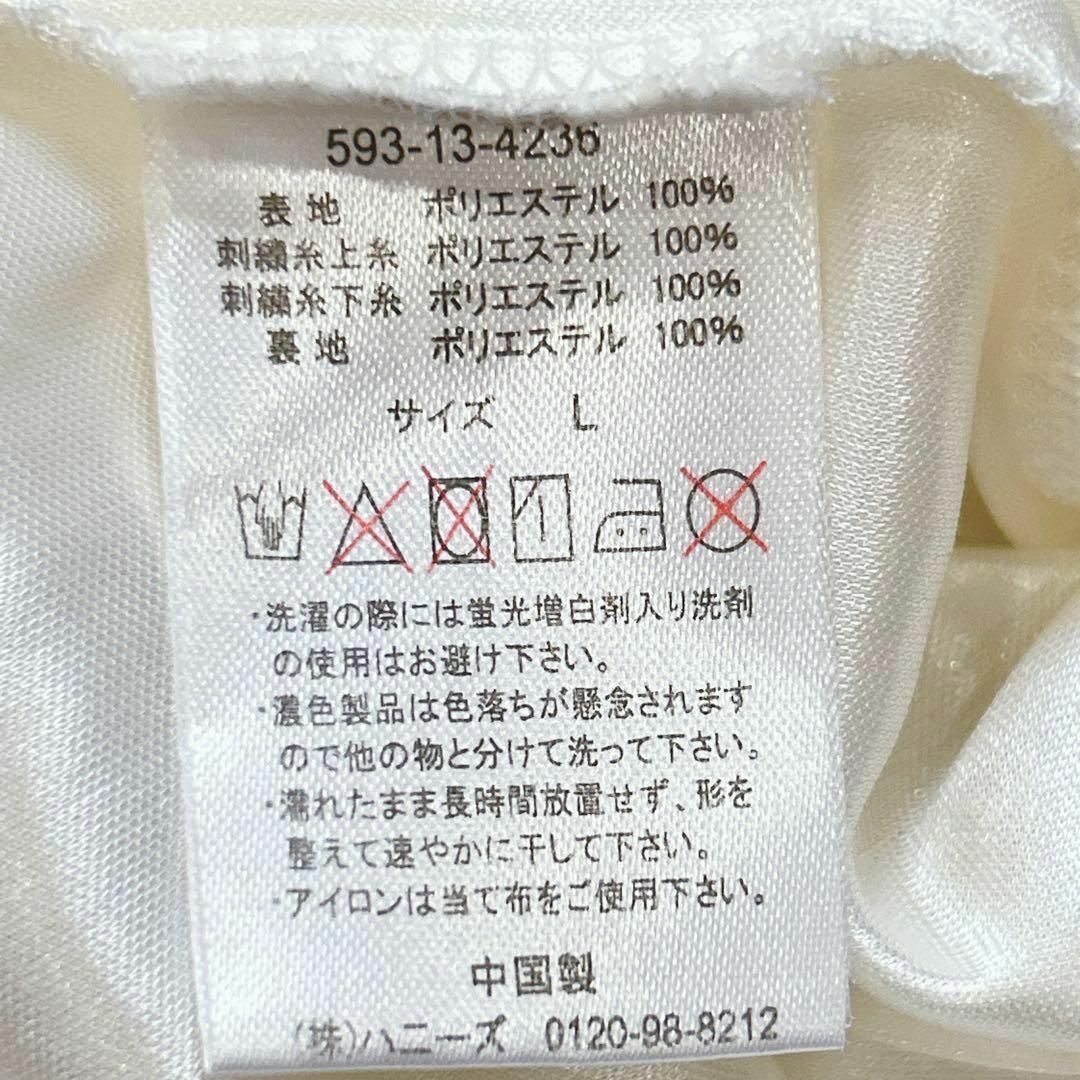 593-13-4236
表地 ポリエステル 100%
刺繍糸上糸 ポリエステル 100%
刺繍糸下糸 ポリエステル 100%
裏地 ポリエステル 100%
サイズ L
・洗濯の際には蛍光増白剤入り洗剤
の使用はお避け下さい。
・濃色製品は色落ちが懸念されます
ので他の物と分けて洗って下さい。
・濡れたまま長時間放置せず、形を
整えて速やかに干して下さい。
・アイロンは当て布をご使用下さい。
中国製
(株)ハニーズ 0120-98-8212